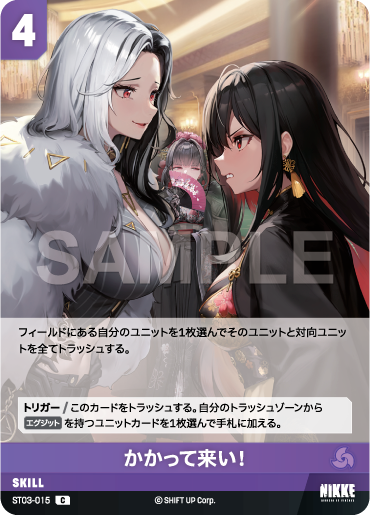 4
SAMPLE
フィールドにある自分のユニットを1枚選んでそのユニットと対向ユニッ
トを全てトラッシュする。
トリガー / このカードをトラッシュする。自分のトラッシュゾーンから
エグジット を持つユニットカードを1枚選んで手札に加える。
かかって来い！
SKILL
ST03-015 C
© SHIFT UP Corp.
NIKKE